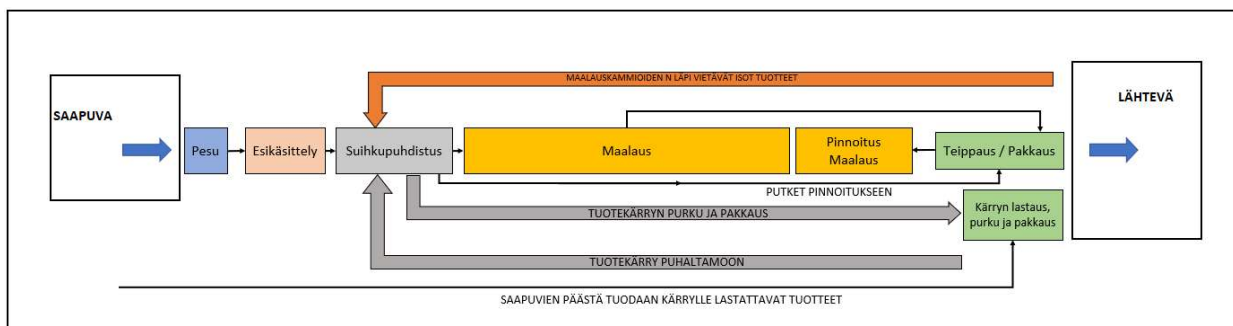 MAALAUSKAMMIOIDEN N LÄPI VIETÄVÄT ISOT TUOTTEET
SAAPUVA
LÄHTEVÄ
Pesu
Esikäsittely
Suihkupuhdistus
Maalaus
Pinnoitus
Maalaus
Teippaus / Pakkaus
PUTKET PINNOITUKSEEN
TUOTEKÄRRYN PURKU JA PAKKAUS
Kärryn lastaus,
purku ja pakkaus
TUOTEKÄRRY PUHALTAMOON
SAAPUVIEN PÄÄSTÄ TUODAAN KÄRRYLLE LASTATTAVAT TUOTTEET